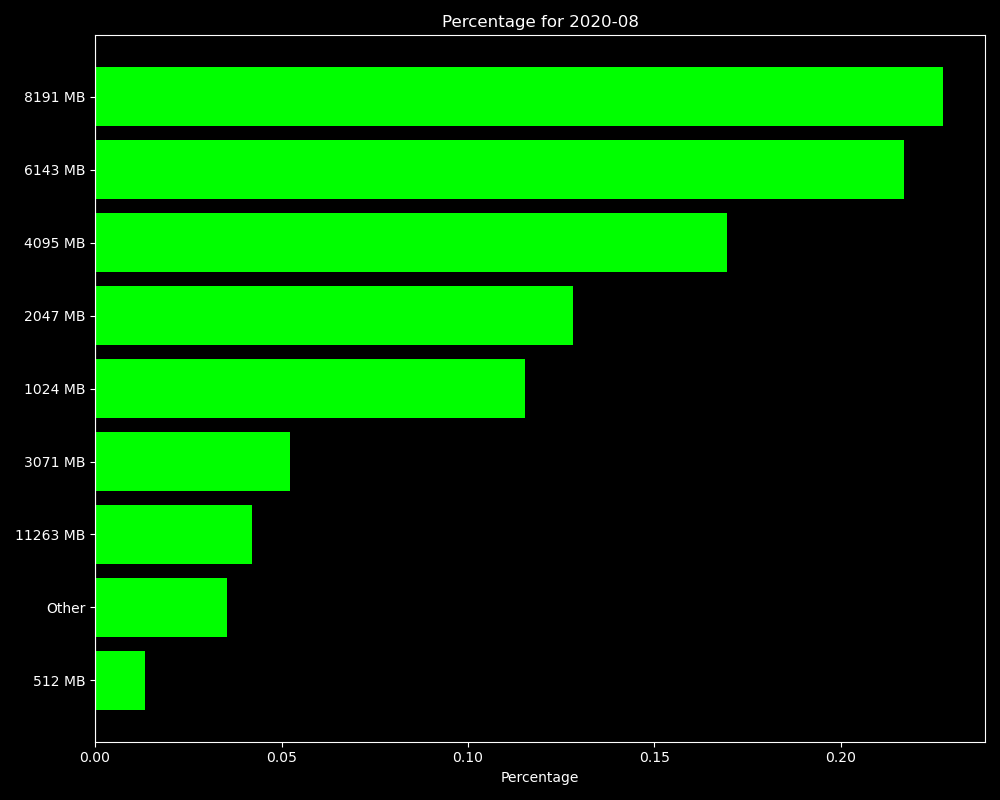 Percentage for 2020-08
8191 MB
6143 MB
4095 MB
2047 MB
1024 MB
3071 MB
11263 MB
Other
512 MB
0.00 0.05 0.10 0.15 0.20
Percentage